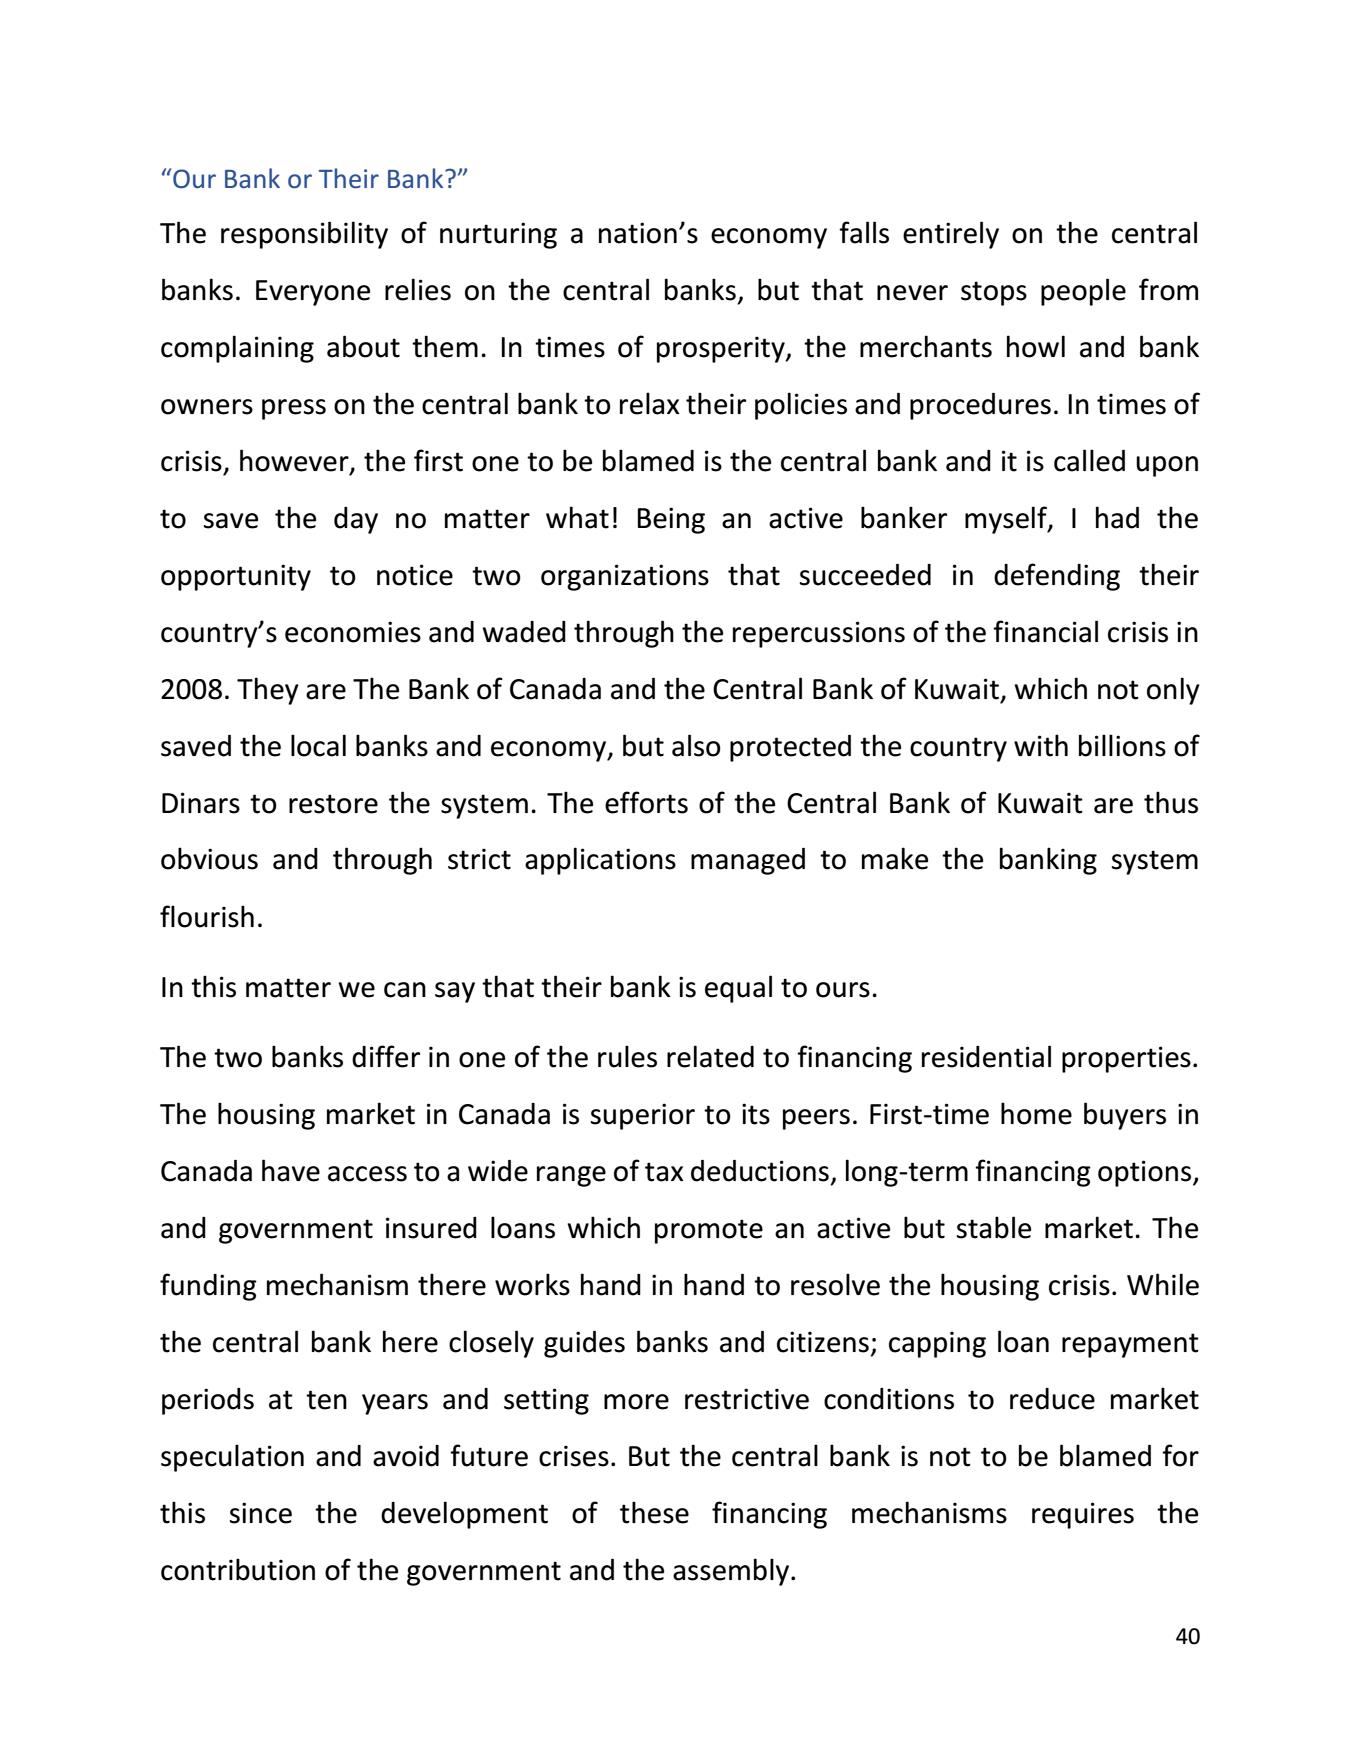 “Our Bank or Their Bank?”
The responsibility of nurturing a nation’s economy falls entirely on the central
banks. Everyone relies on the central banks, but that never stops people from
complaining about them. In times of prosperity, the merchants howl and bank
owners press on the central bank to relax their policies and procedures. In times of
crisis, however, the first one to be blamed is the central bank and it is called upon
to save the day no matter what! Being an active banker myself, I had the
opportunity to notice two organizations that succeeded in defending their
country’s economies and waded through the repercussions of the financial crisis in
2008. They are The Bank of Canada and the Central Bank of Kuwait, which not only
saved the local banks and economy, but also protected the country with billions of
Dinars to restore the system. The efforts of the Central Bank of Kuwait are thus
obvious and through strict applications managed to make the banking system
flourish.
In this matter we can say that their bank is equal to ours.
The two banks differ in one of the rules related to financing residential properties.
The housing market in Canada is superior to its peers. First-time home buyers in
Canada have access to a wide range of tax deductions, long-term financing options,
and government insured loans which promote an active but stable market. The
funding mechanism there works hand in hand to resolve the housing crisis. While
the central bank here closely guides banks and citizens; capping loan repayment
periods at ten years and setting more restrictive conditions to reduce market
speculation and avoid future crises. But the central bank is not to be blamed for
this since the development of these financing mechanisms requires the
contribution of the government and the assembly.
40